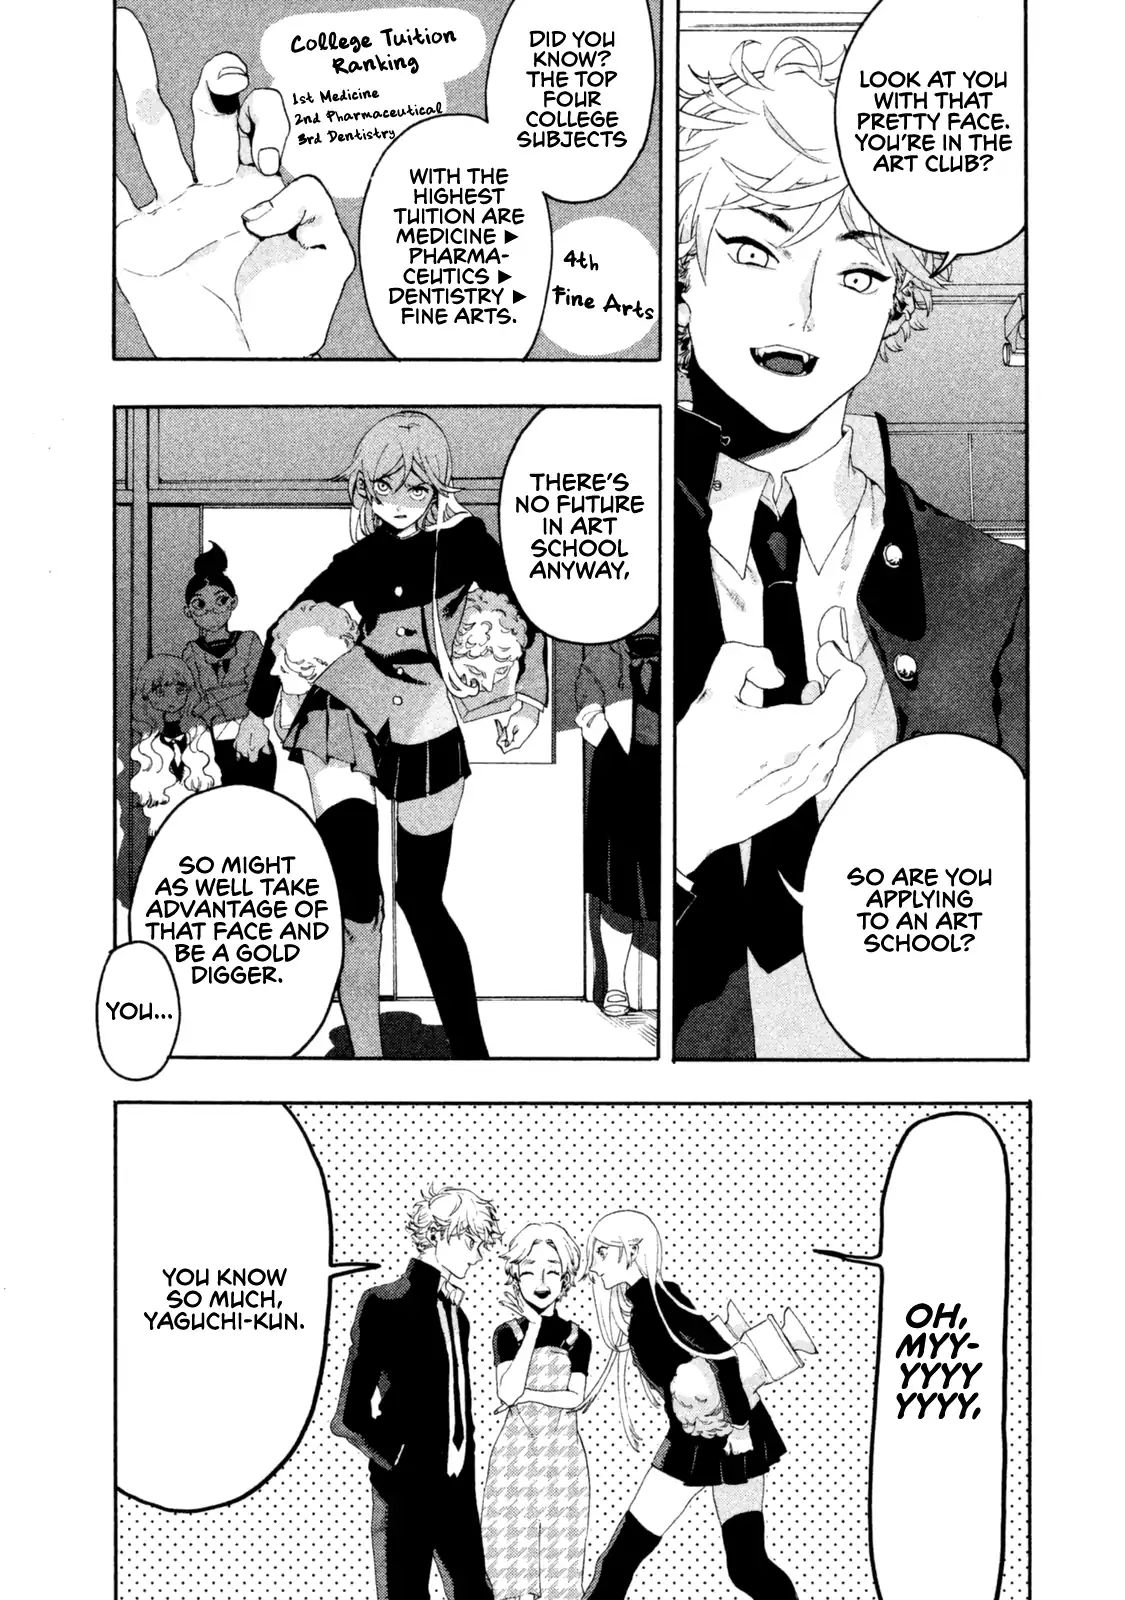 LOOK AT YOU
WITH THAT
PRETTY FACE.
YOU'RE IN THE
ART CLUB?
SO ARE YOU
APPLYING
TO AN ART
SCHOOL?
DID YOU
KNOW?
THE TOP
FOUR
COLLEGE
SUBJECTS
WITH THE
HIGHEST
TUITION ARE
MEDICINE ▶
PHARMA-
CEUTICS ▶
DENTISTRY ▶
FINE ARTS.
College Tuition
Ranking
1st Medicine
2nd Pharmaceutical
3rd Dentistry
4th
Fine Arts
THERE'S
NO FUTURE
IN ART
SCHOOL
ANYWAY,
SO MIGHT
AS WELL TAKE
ADVANTAGE OF
THAT FACE AND
BE A GOLD
DIGGER.
YOU...
OH,
MYY-
YYYY
YYYY,
YOU KNOW
SO MUCH,
YAGUCHI-KUN.